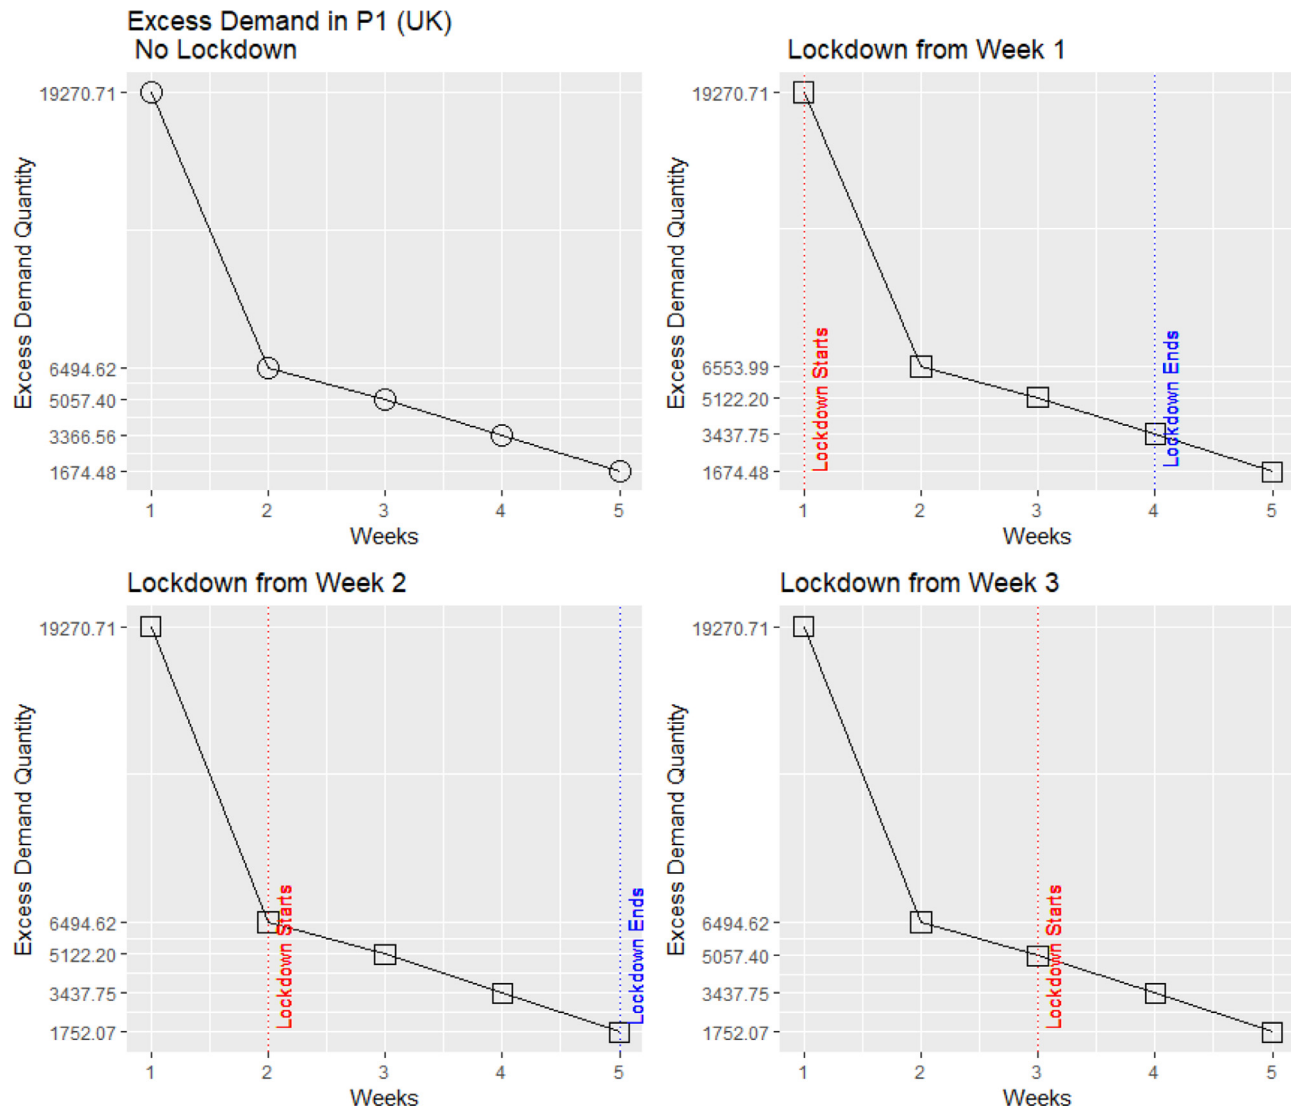 Excess Demand in P1 (UK)
No Lockdown
Excess Demand Quantity
19270.71
6494.62
5057.40
3366.56
1674.48
1 2 3 4 5
Weeks
Lockdown from Week 1
Excess Demand Quantity
19270.71
6553.99
5122.20
3437.75
1674.48
Lockdown Starts
Lockdown Ends
1 2 3 4 5
Weeks
Lockdown from Week 2
Excess Demand Quantity
19270.71
6494.62
5122.20
3437.75
1752.07
Lockdown Starts
Lockdown Ends
1 2 3 4 5
Weeks
Lockdown from Week 3
Excess Demand Quantity
19270.71
6494.62
5057.40
3437.75
1752.07
Lockdown Starts
1 2 3 4 5
Weeks